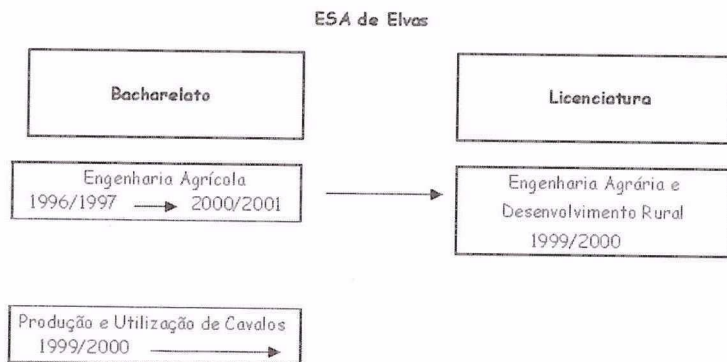 ESA de Elvas
Bacharelato
Licenciatura
Engenharia Agrícola
1996/1997 2000/2001
Engenharia Agrária e
Desenvolvimento Rural
1999/2000
Produção e Utilização de Cavalos
1999/2000